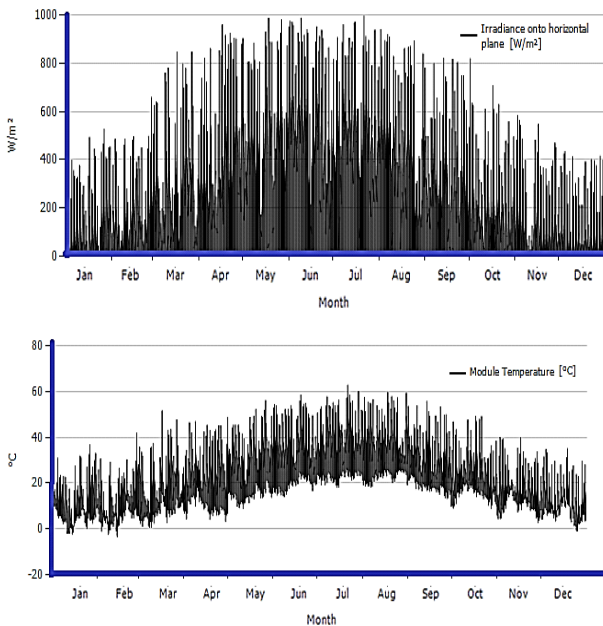 1000
Irradiance onto horizontal
plane [W/m²]
800
600
W/m²
400
200
0
Jan Feb Mar Apr May Jun Jul Aug Sep Oct Nov Dec
Month
80
Module Temperature [ºC]
60
40
ºC
20
0
-20
Jan Feb Mar Apr May Jun Jul Aug Sep Oct Nov Dec
Month